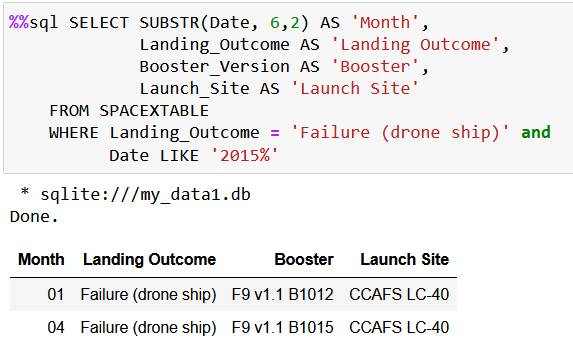 %%sql SELECT SUBSTR(Date, 6,2) AS 'Month',
Landing_Outcome AS 'Landing Outcome',
Booster_Version AS 'Booster',
Launch_Site AS 'Launch Site'
FROM SPACEXTABLE
WHERE Landing_Outcome = 'Failure (drone ship)' and
Date LIKE '2015%'
* sqlite:///my_data1.db
Done.
Month Landing Outcome Booster Launch Site
01 Failure (drone ship) F9 v1.1 B1012 CCAFS LC-40
04 Failure (drone ship) F9 v1.1 B1015 CCAFS LC-40